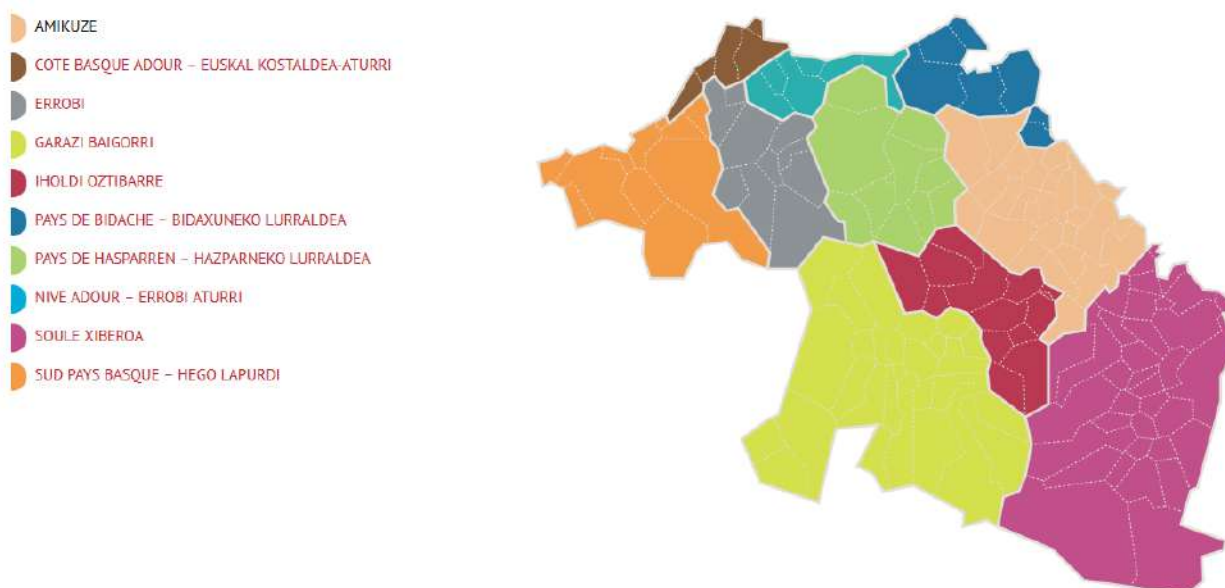 AMIKUZE
COTE BASQUE ADOUR – EUSKAL KOSTALDEA-ATURRI
ERROBI
GARAZI BAIGORRI
IHOLDI OZTIBARRE
PAYS DE BIDACHE – BIDAXUNEKO LURRALDEA
PAYS DE HASPARREN – HAZPARNEKO LURRALDEA
NIVE ADOUR – ERROBI ATURRI
SOULE XIBEROA
SUD PAYS BASQUE – HEGO LAPURDI